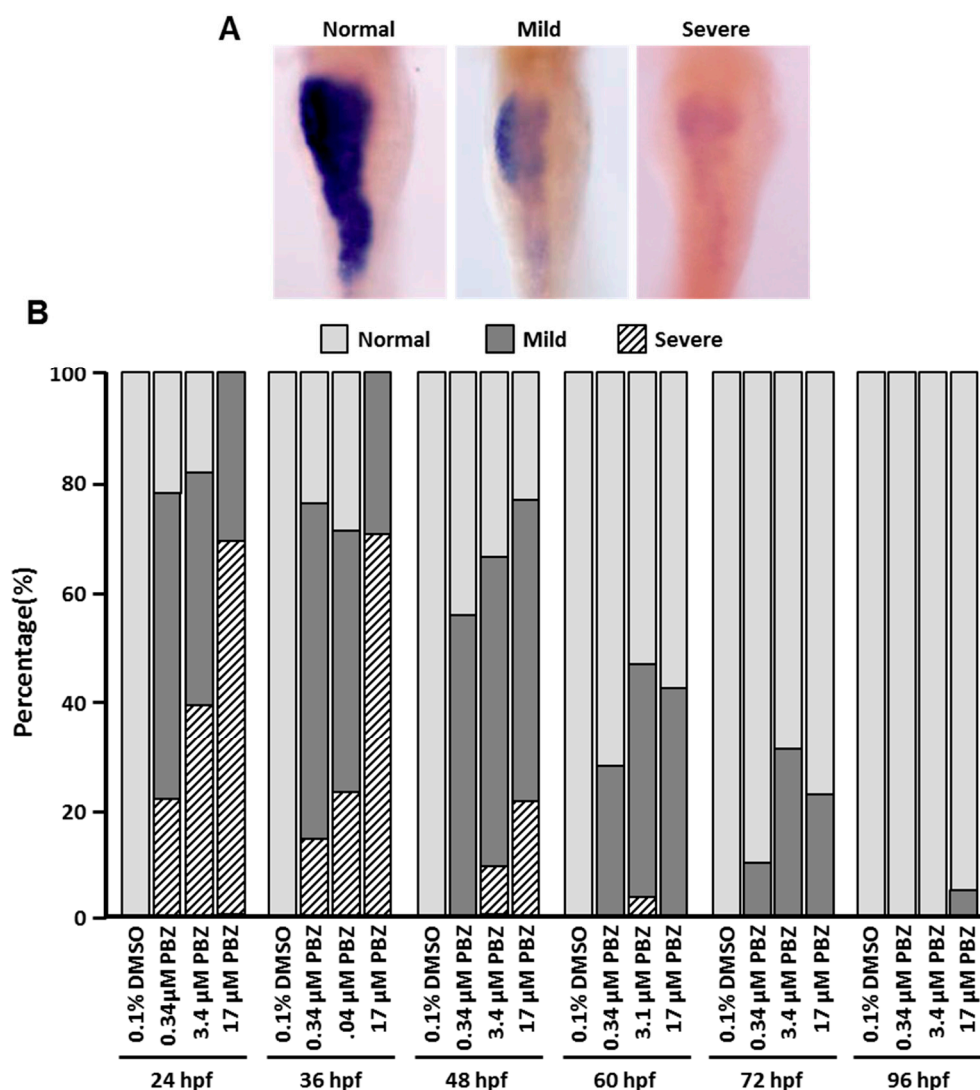 A
Normal Mild Severe
B
Normal Mild Severe
100
80
60
40
20
0
Percentage(%)
0.1% DMSO
0.34µM PBZ
3.4 µM PBZ
17 µM PBZ
0.1% DMSO
0.34 µM PBZ
.04 µM PBZ
17 µM PBZ
0.1% DMSO
0.34 µM PBZ
3.4 µM PBZ
17 µM PBZ
0.1% DMSO
0.34 µM PBZ
3.1 µM PBZ
17 µM PBZ
0.1% DMSO
0.34 µM PBZ
3.4 µM PBZ
17 µM PBZ
0.1% DMSO
0.34 µM PBZ
3.4 µM PBZ
17 µM PBZ
24 hpf 36 hpf 48 hpf 60 hpf 72 hpf 96 hpf